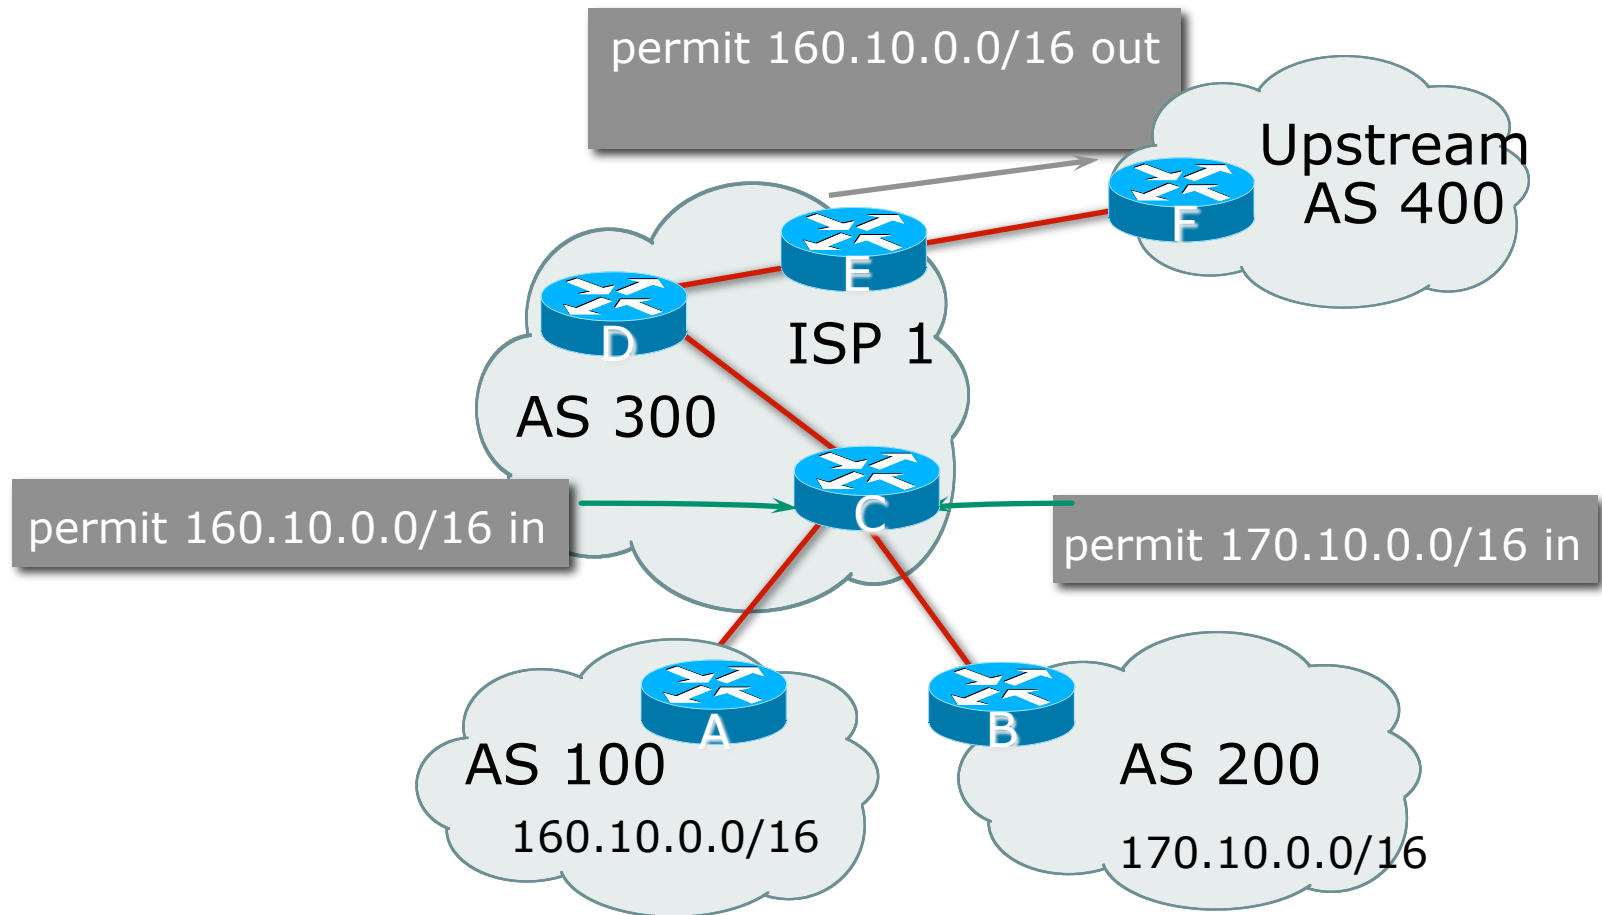 permit 160.10.0.0/16 out
Upstream
AS 400
F
E
D
ISP 1
AS 300
C
permit 160.10.0.0/16 in
permit 170.10.0.0/16 in
A
B
AS 100
AS 200
160.10.0.0/16
170.10.0.0/16